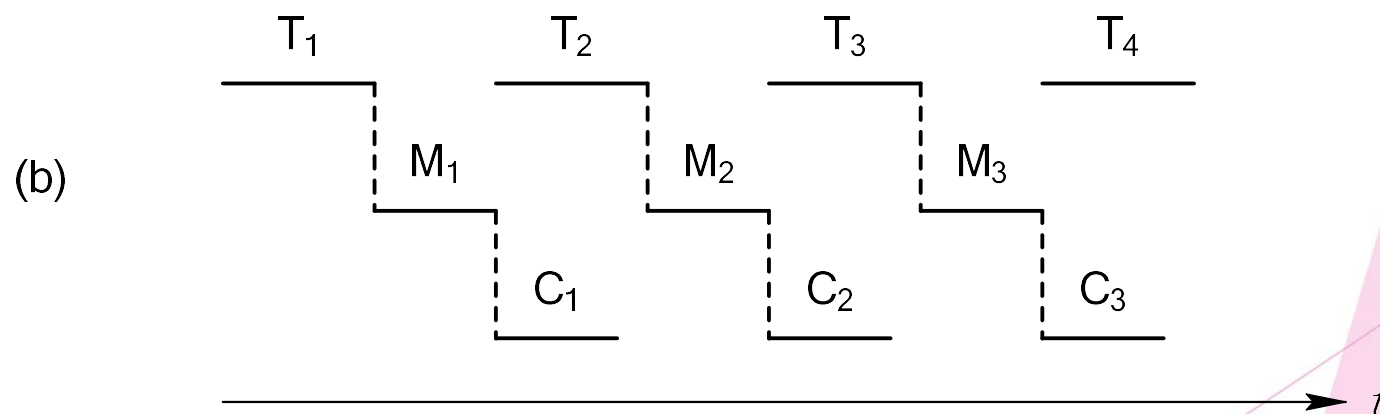 T₁ T₂ T₃ T₄
(b) M₁ M₂ M₃
C₁ C₂ C₃